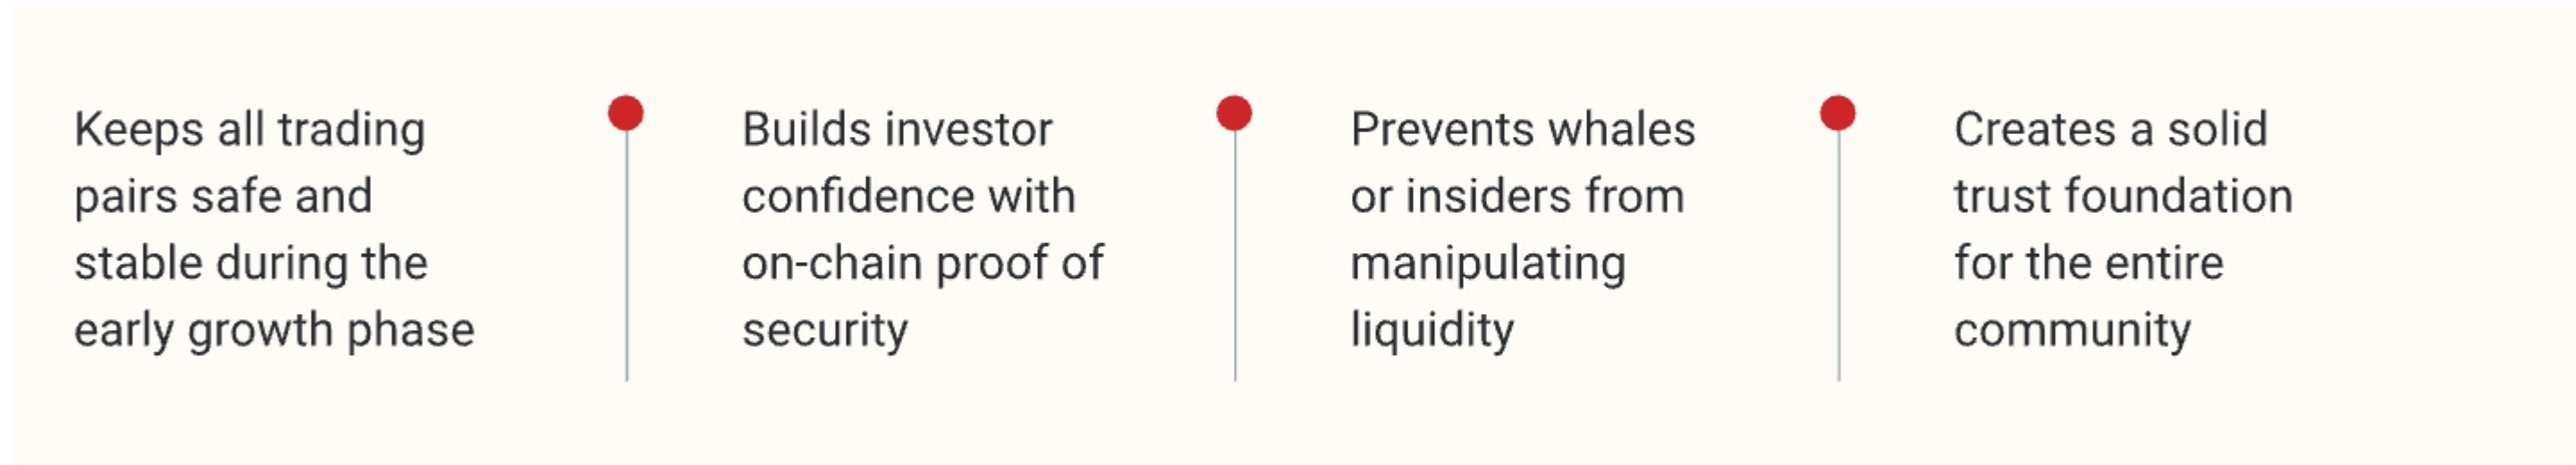 Keeps all trading
pairs safe and
stable during the
early growth phase
Builds investor
confidence with
on-chain proof of
security
Prevents whales
or insiders from
manipulating
liquidity
Creates a solid
trust foundation
for the entire
community